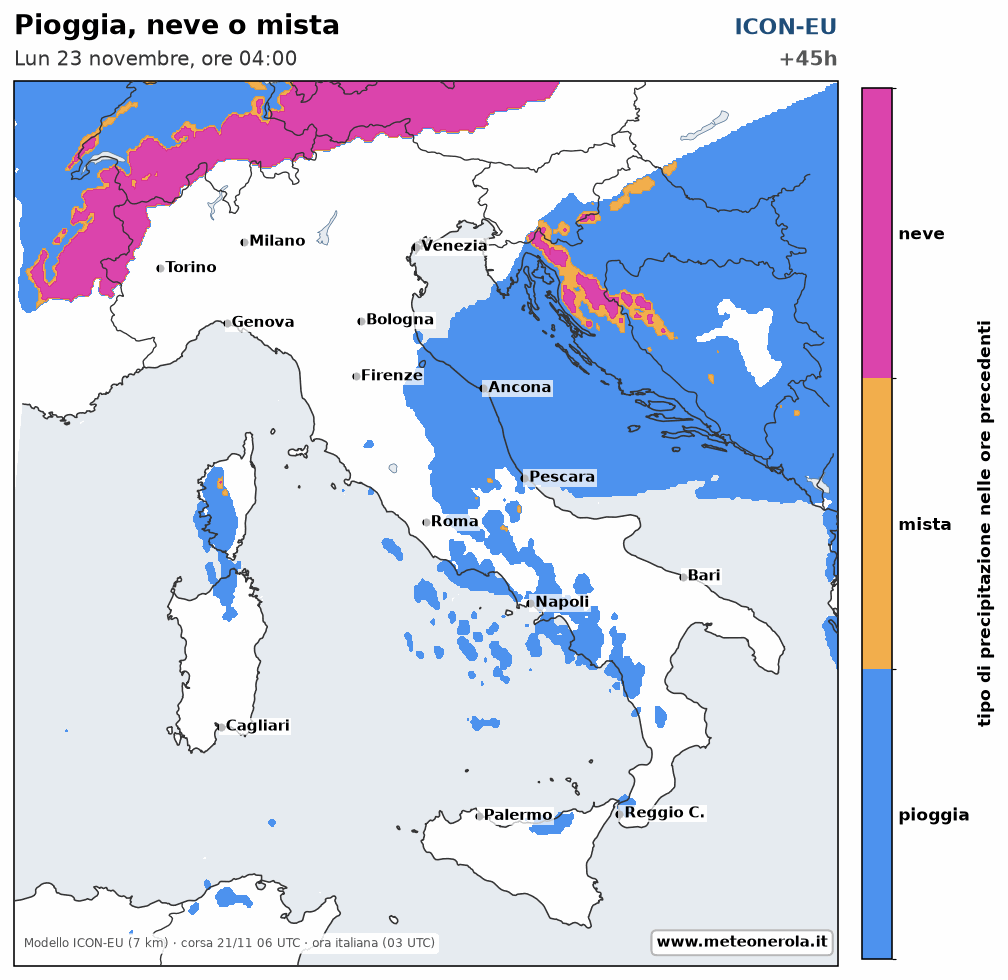 Pioggia, neve o mista
ICON-EU
Lun 23 novembre, ore 04:00
+45h
Milano
Venezia
Torino
Genova
Bologna
Firenze
Ancona
Pescara
Roma
Bari
Napoli
Cagliari
Palermo
Reggio C.
neve
mista
pioggia
tipo di precipitazione nelle ore precedenti
Modello ICON-EU (7 km) · corsa 21/11 06 UTC · ora italiana (03 UTC)
www.meteonerola.it